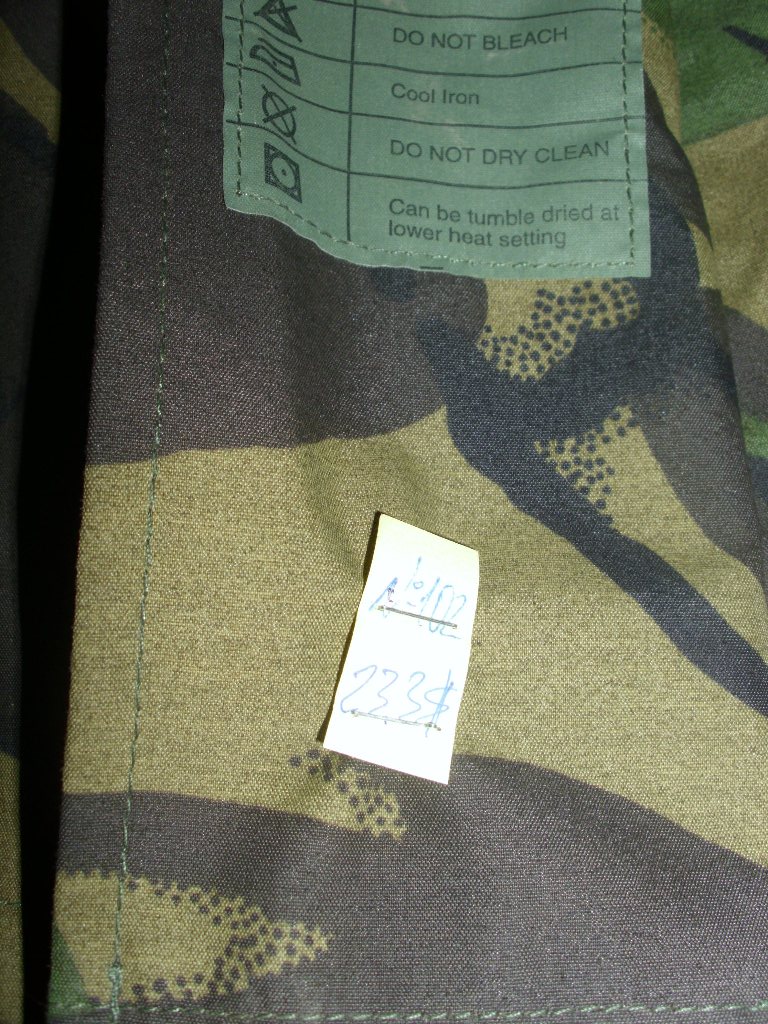 DO NOT BLEACH
Cool Iron
DO NOT DRY CLEAN
Can be tumble dried at
lower heat setting
№102
233$